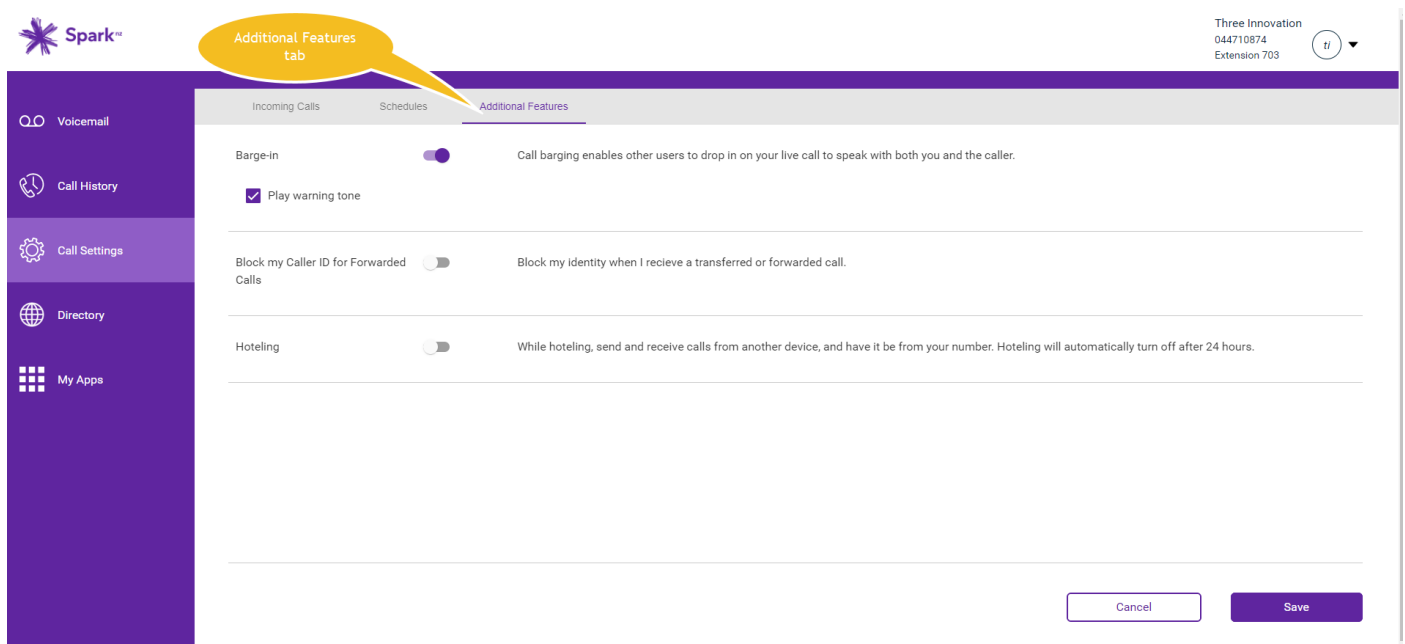 Spark nz
Additional Features
tab
Three Innovation
044710874
Extension 703
ti
Voicemail
Call History
Call Settings
Directory
My Apps
Incoming Calls
Schedules
Additional Features
Barge-in
Call barging enables other users to drop in on your live call to speak with both you and the caller.
Play warning tone
Block my Caller ID for Forwarded
Calls
Block my identity when I recieve a transferred or forwarded call.
Hoteling
While hoteling, send and receive calls from another device, and have it be from your number. Hoteling will automatically turn off after 24 hours.
Cancel
Save